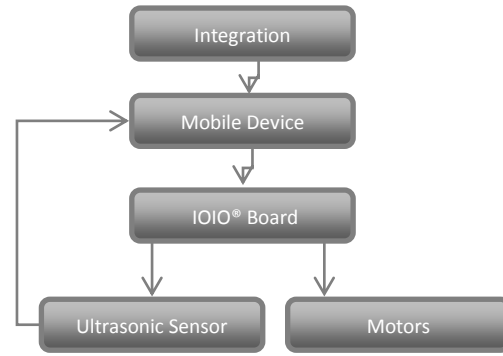 Integration
Mobile Device
IOIO® Board
Ultrasonic Sensor
Motors